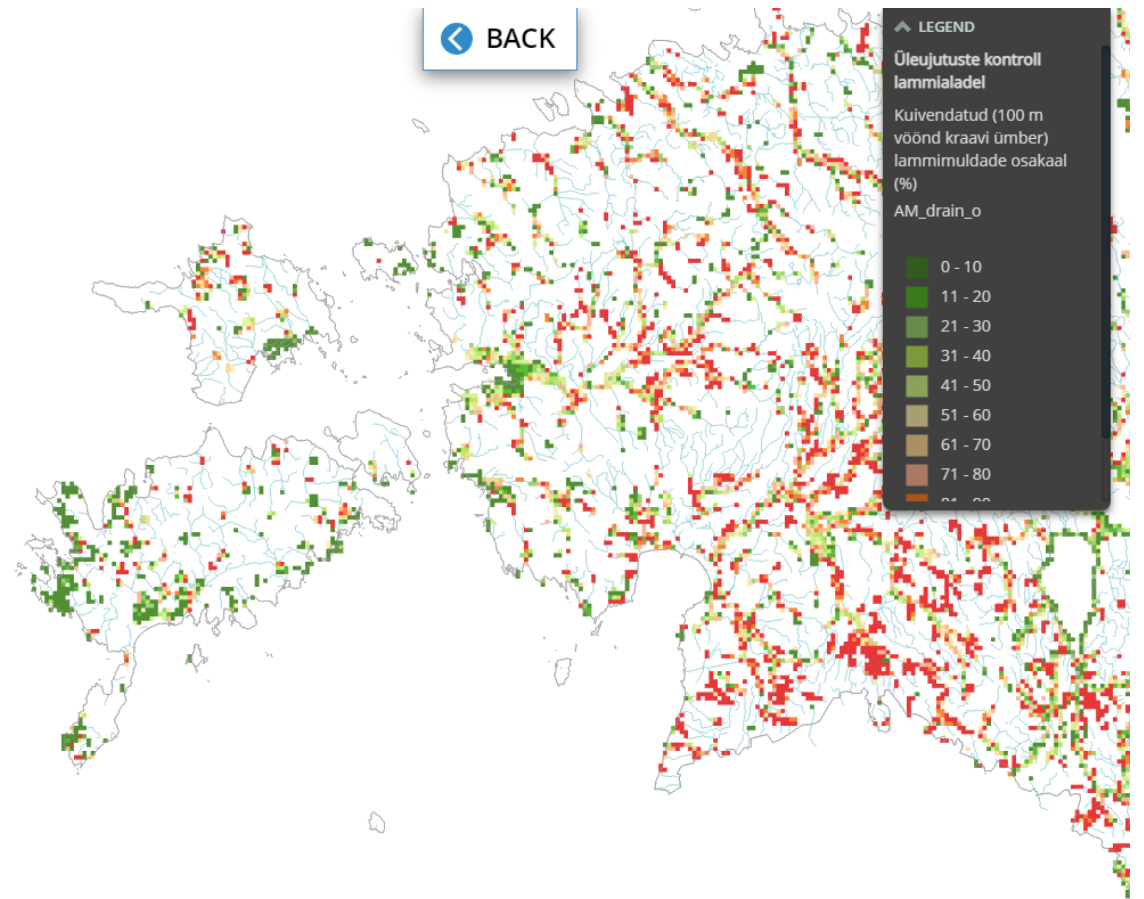 BACK
LEGEND
Üleujutuste kontroll
lammialadel
Kuivendatud (100 m
vöönd kraavi ümber)
lammimuldade osakaal
(%)
AM_drain_o
0 - 10
11 - 20
21 - 30
31 - 40
41 - 50
51 - 60
61 - 70
71 - 80